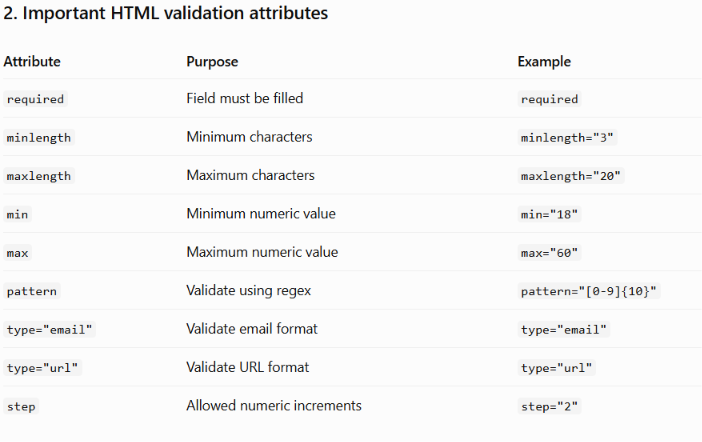 2. Important HTML validation attributes
Attribute Purpose Example
required Field must be filled required
minlength Minimum characters minlength="3"
maxlength Maximum characters maxlength="20"
min Minimum numeric value min="18"
max Maximum numeric value max="60"
pattern Validate using regex pattern="[0-9]{10}"
type="email" Validate email format type="email"
type="url" Validate URL format type="url"
step Allowed numeric increments step="2"